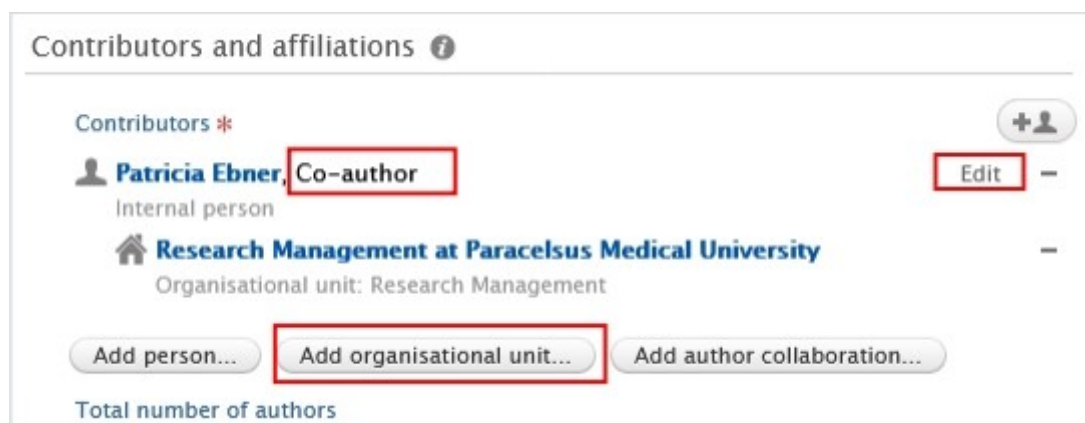 Contributors and affiliations i
Contributors *
Patricia Ebner, Co-author Edit –
Internal person
Research Management at Paracelsus Medical University –
Organisational unit: Research Management
Add person... Add organisational unit... Add author collaboration...
Total number of authors